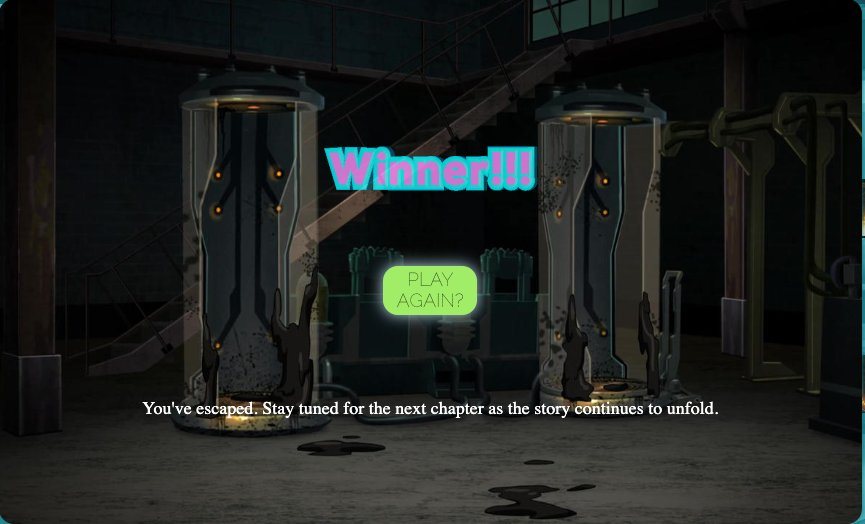 Winner!!!
PLAY
AGAIN?
You've escaped. Stay tuned for the next chapter as the story continues to unfold.